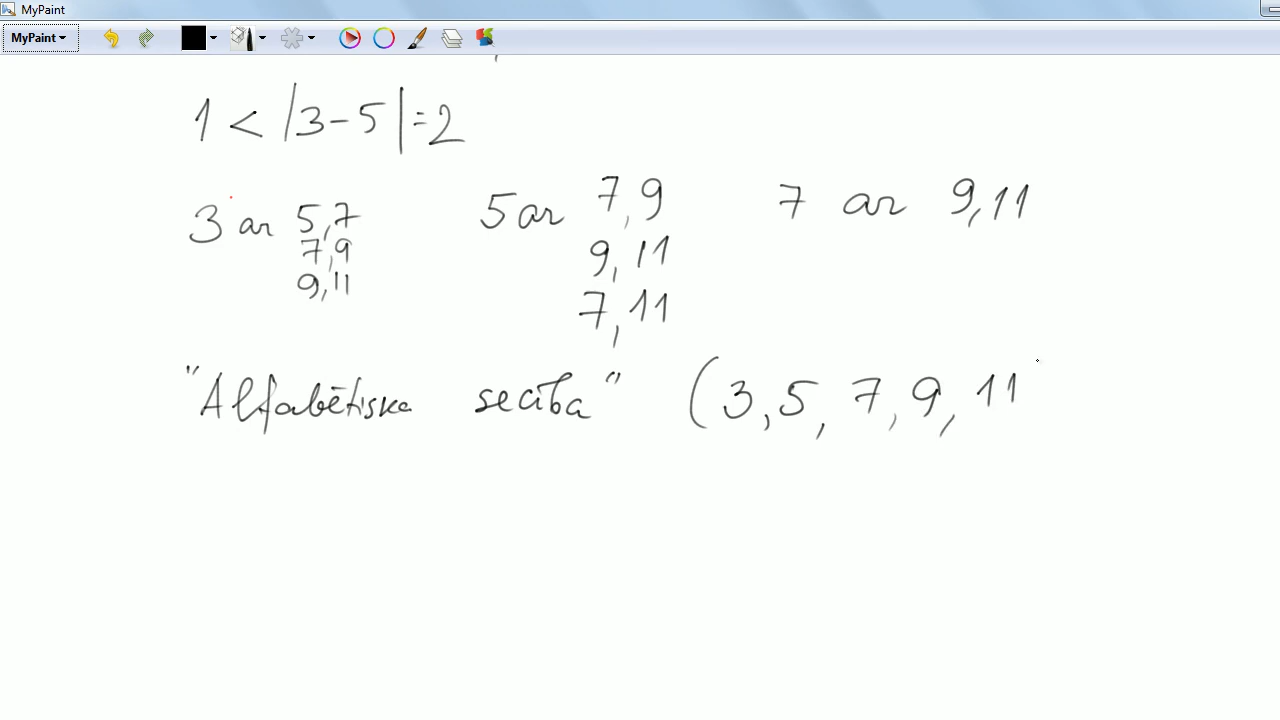 MyPaint
MyPaint
1 < |3-5| = 2
3 ar 5,7
7,9
9,11
5 ar 7,9
9,11
7,11
7 ar 9,11
"Alfabētiska secība" (3, 5, 7, 9, 11